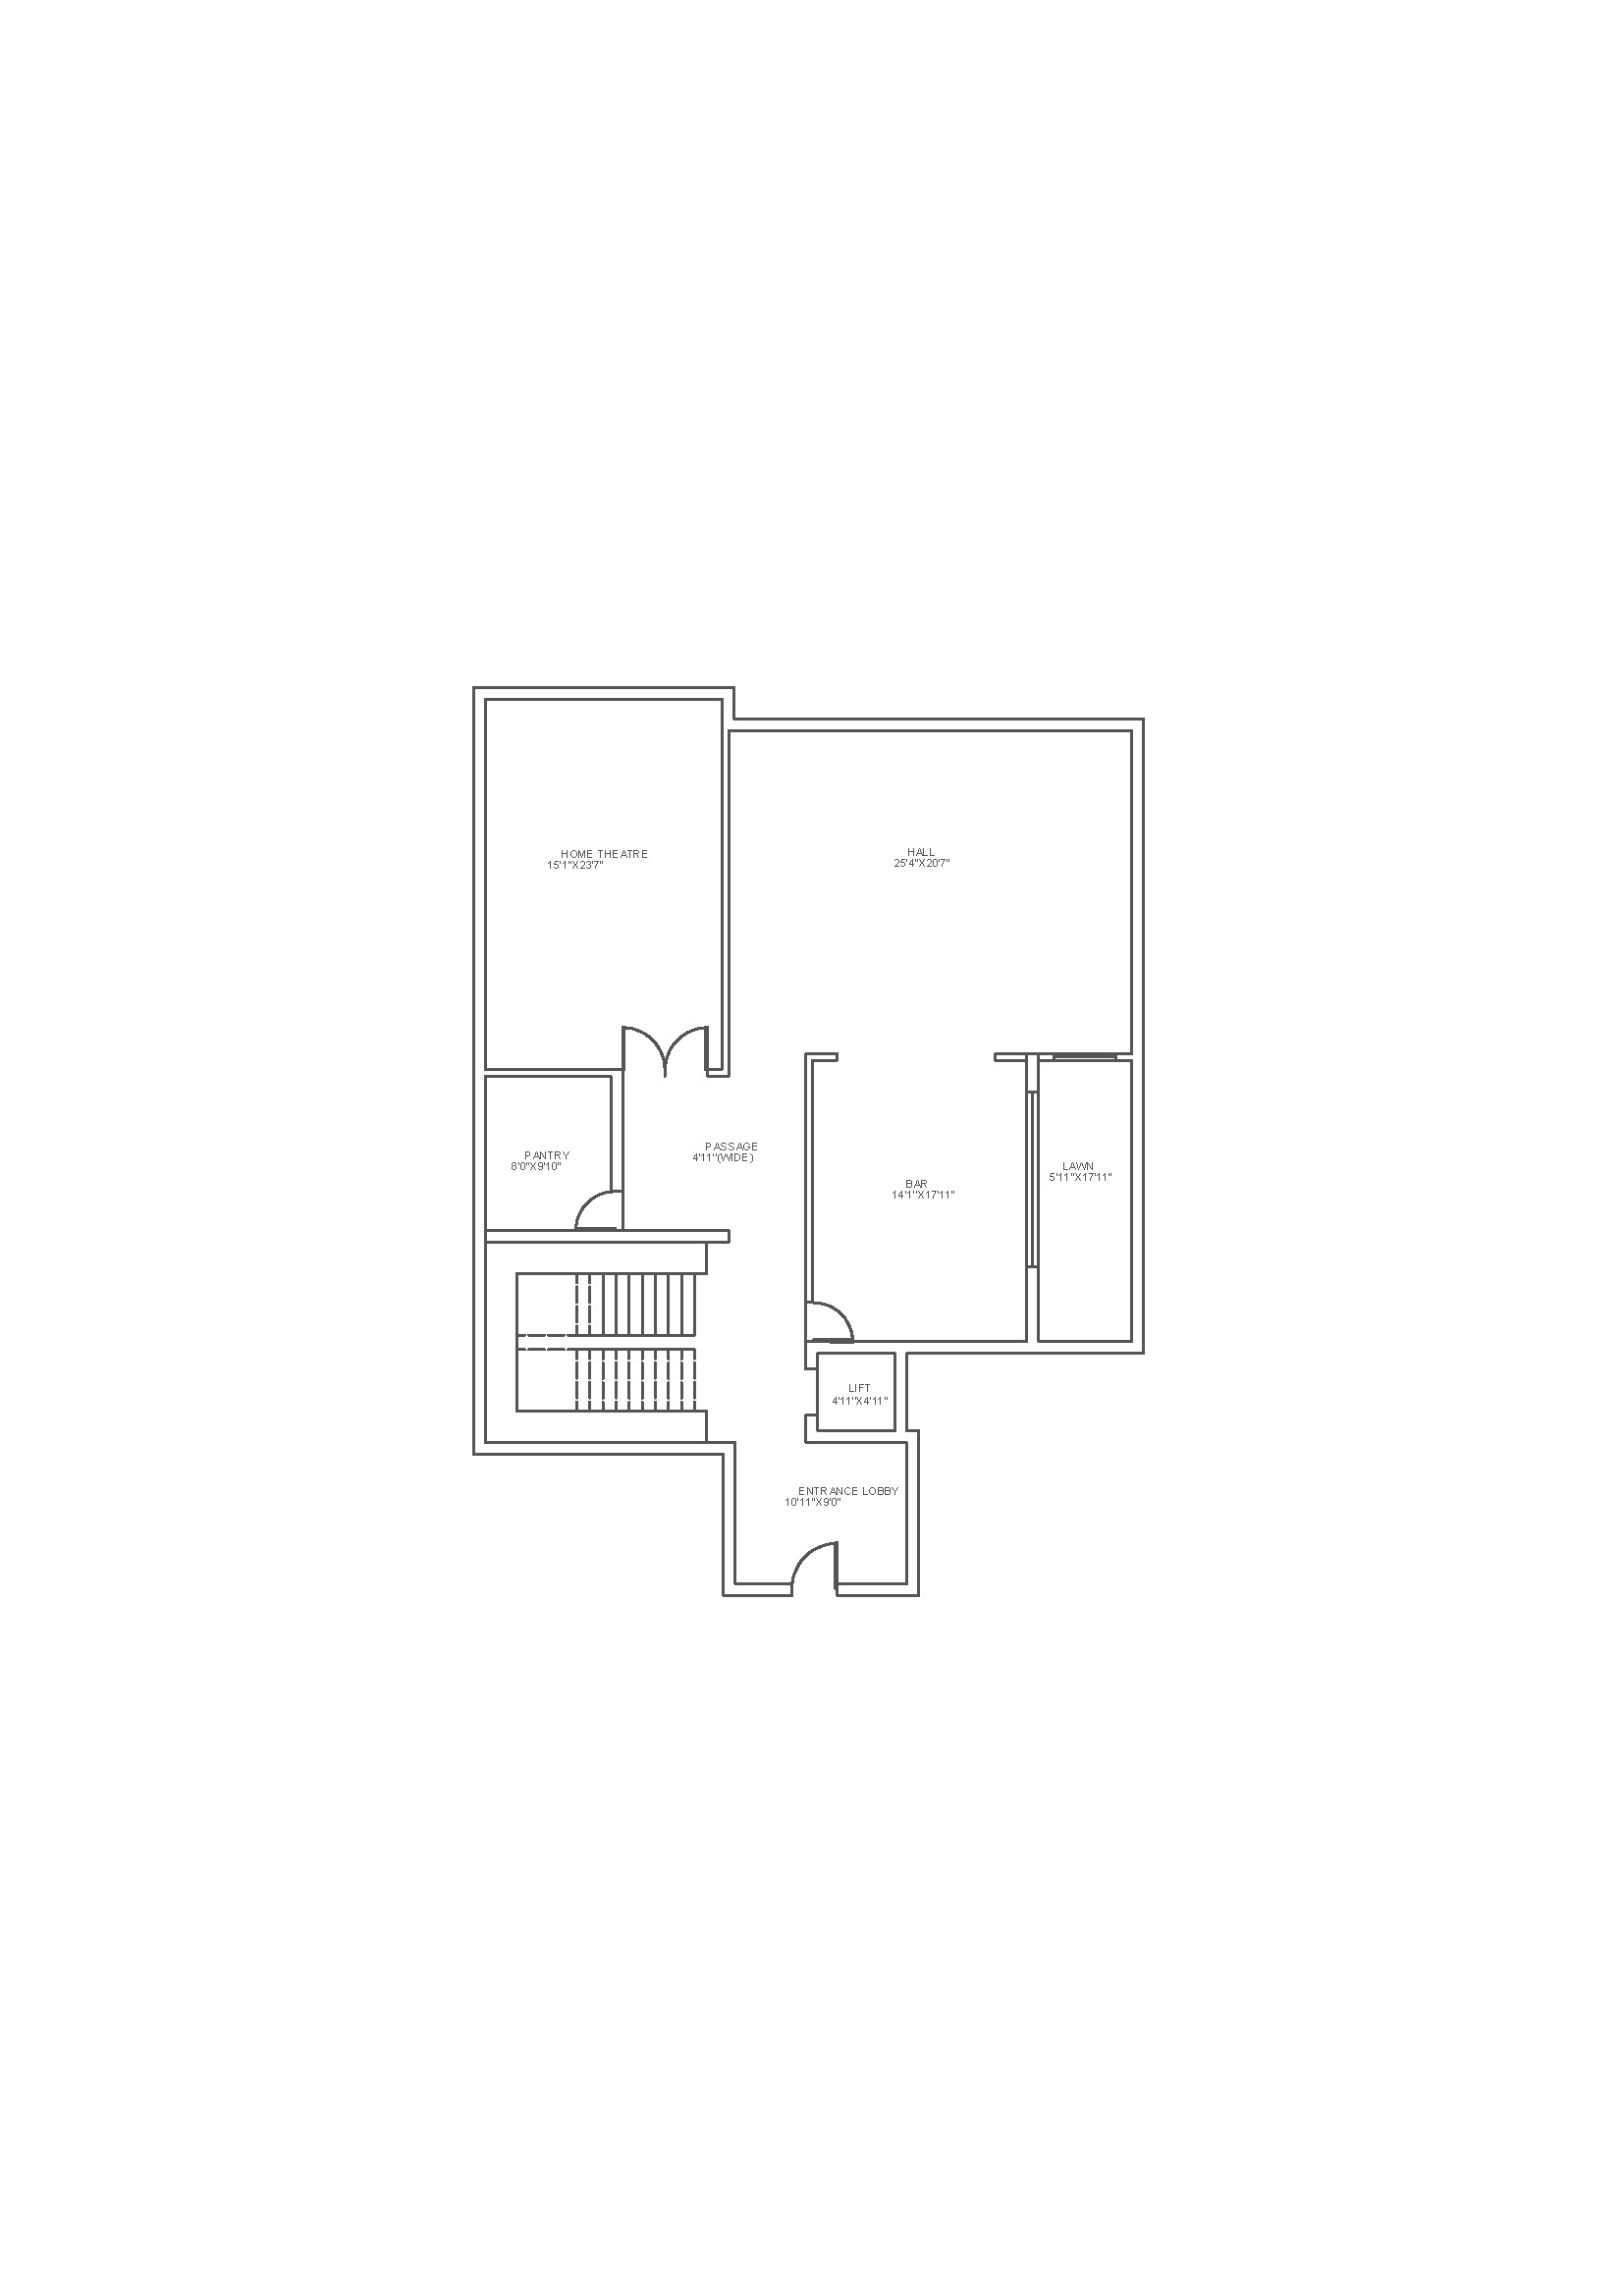 HOME THEATRE
15'1"X23'7"
HALL
25'4"X20'7"
PASSAGE
4'11"(WIDE)
PANTRY
8'0"X9'10"
LAWN
5'11"X17'11"
BAR
14'1"X17'11"
LIFT
4'11"X4'11"
ENTRANCE LOBBY
10'11"X9'0"